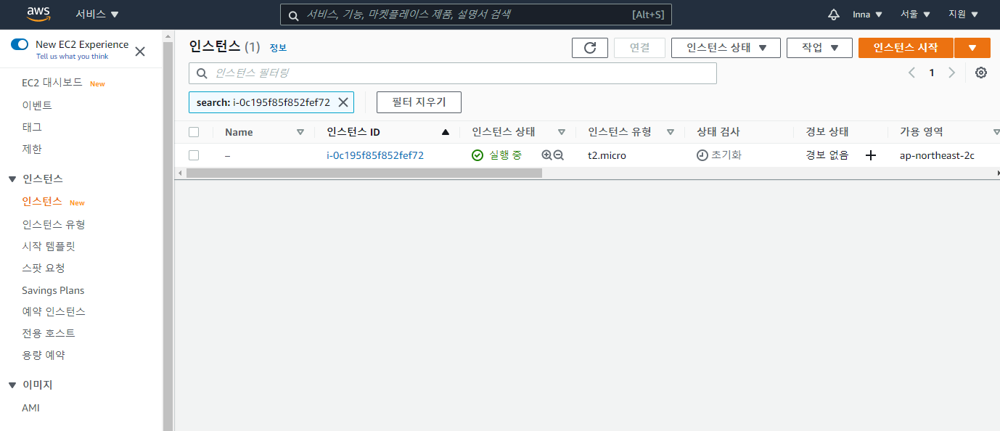 aws 서비스 서비스, 기능, 마켓플레이스 제품, 설명서 검색 [Alt+S] Inna 서울 지원
New EC2 Experience
Tell us what you think
EC2 대시보드 New
이벤트
태그
제한
인스턴스
인스턴스 New
인스턴스 유형
시작 템플릿
스팟 요청
Savings Plans
예약 인스턴스
전용 호스트
용량 예약
이미지
AMI
인스턴스 (1) 정보 연결 인스턴스 상태 작업 인스턴스 시작
인스턴스 필터링 1
search: i-0c195f85f852fef72 필터 지우기
Name 인스턴스 ID 인스턴스 상태 인스턴스 유형 상태 검사 경보 상태 가용 영역
– i-0c195f85f852fef72 실행 중 t2.micro 초기화 경보 없음 + ap-northeast-2c